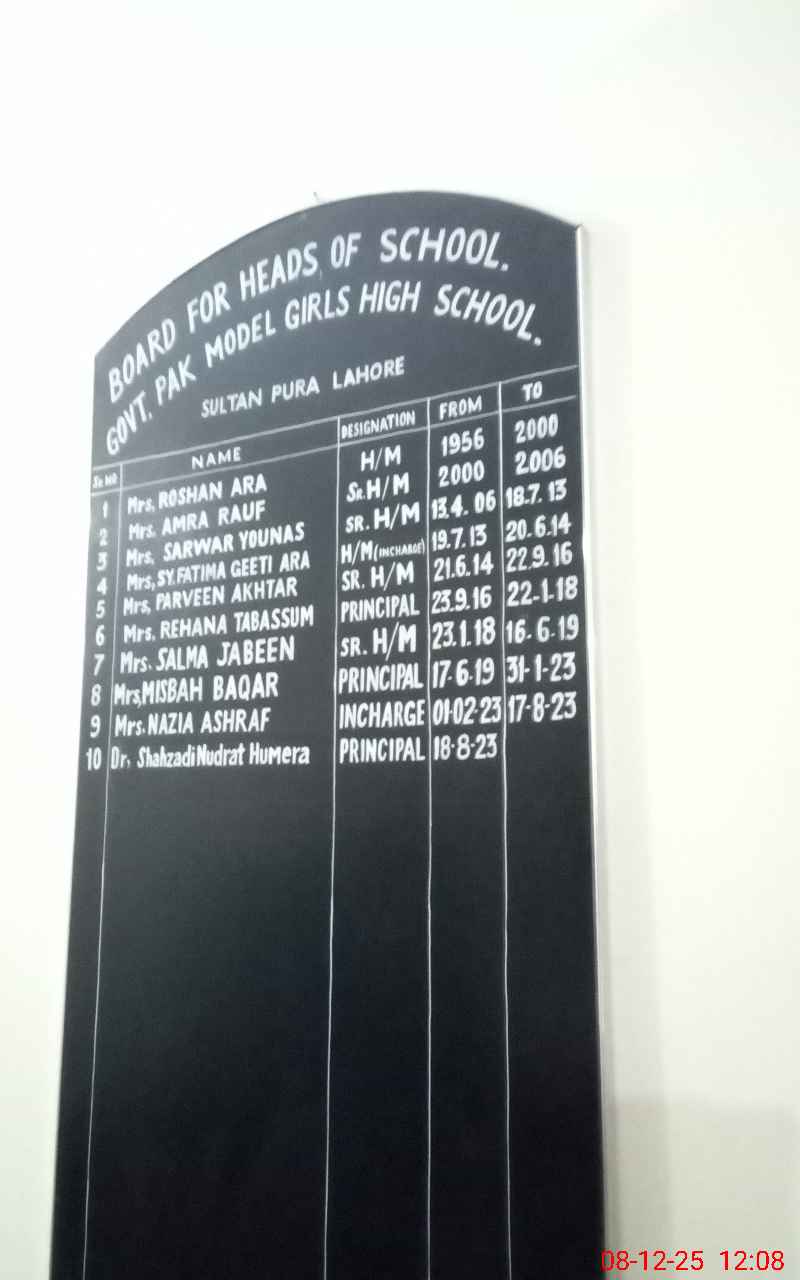 BOARD FOR HEADS OF SCHOOL.
GOVT. PAK MODEL GIRLS HIGH SCHOOL.
SULTAN PURA LAHORE
Sr. NO. NAME DESIGNATION FROM TO
1 Mrs, ROSHAN ARA H/M 1956 2000
2 Mrs. AMRA RAUF Sr. H/M 2000 2006
3 Mrs, SARWAR YOUNAS SR. H/M 13.4. 06 18.7. 13
4 Mrs, SY. FATIMA GEETI ARA H/M (INCHARGE) 19.7. 13 20.6.14
5 Mrs, PARVEEN AKHTAR SR. H/M 21.6. 14 22.9. 16
6 Mrs. REHANA TABASSUM PRINCIPAL 23.9.16 22-1-18
7 Mrs. SALMA JABEEN SR. H/M 23.1. 18 16-6-19
8 Mrs, MISBAH BAQAR PRINCIPAL 17-6-19 31-1-23
9 Mrs. NAZIA ASHRAF INCHARGE 01-02-23 17-8-23
10 Dr, Shahzadi Nudrat Humera PRINCIPAL 18-8-23
08-12-25 12:08